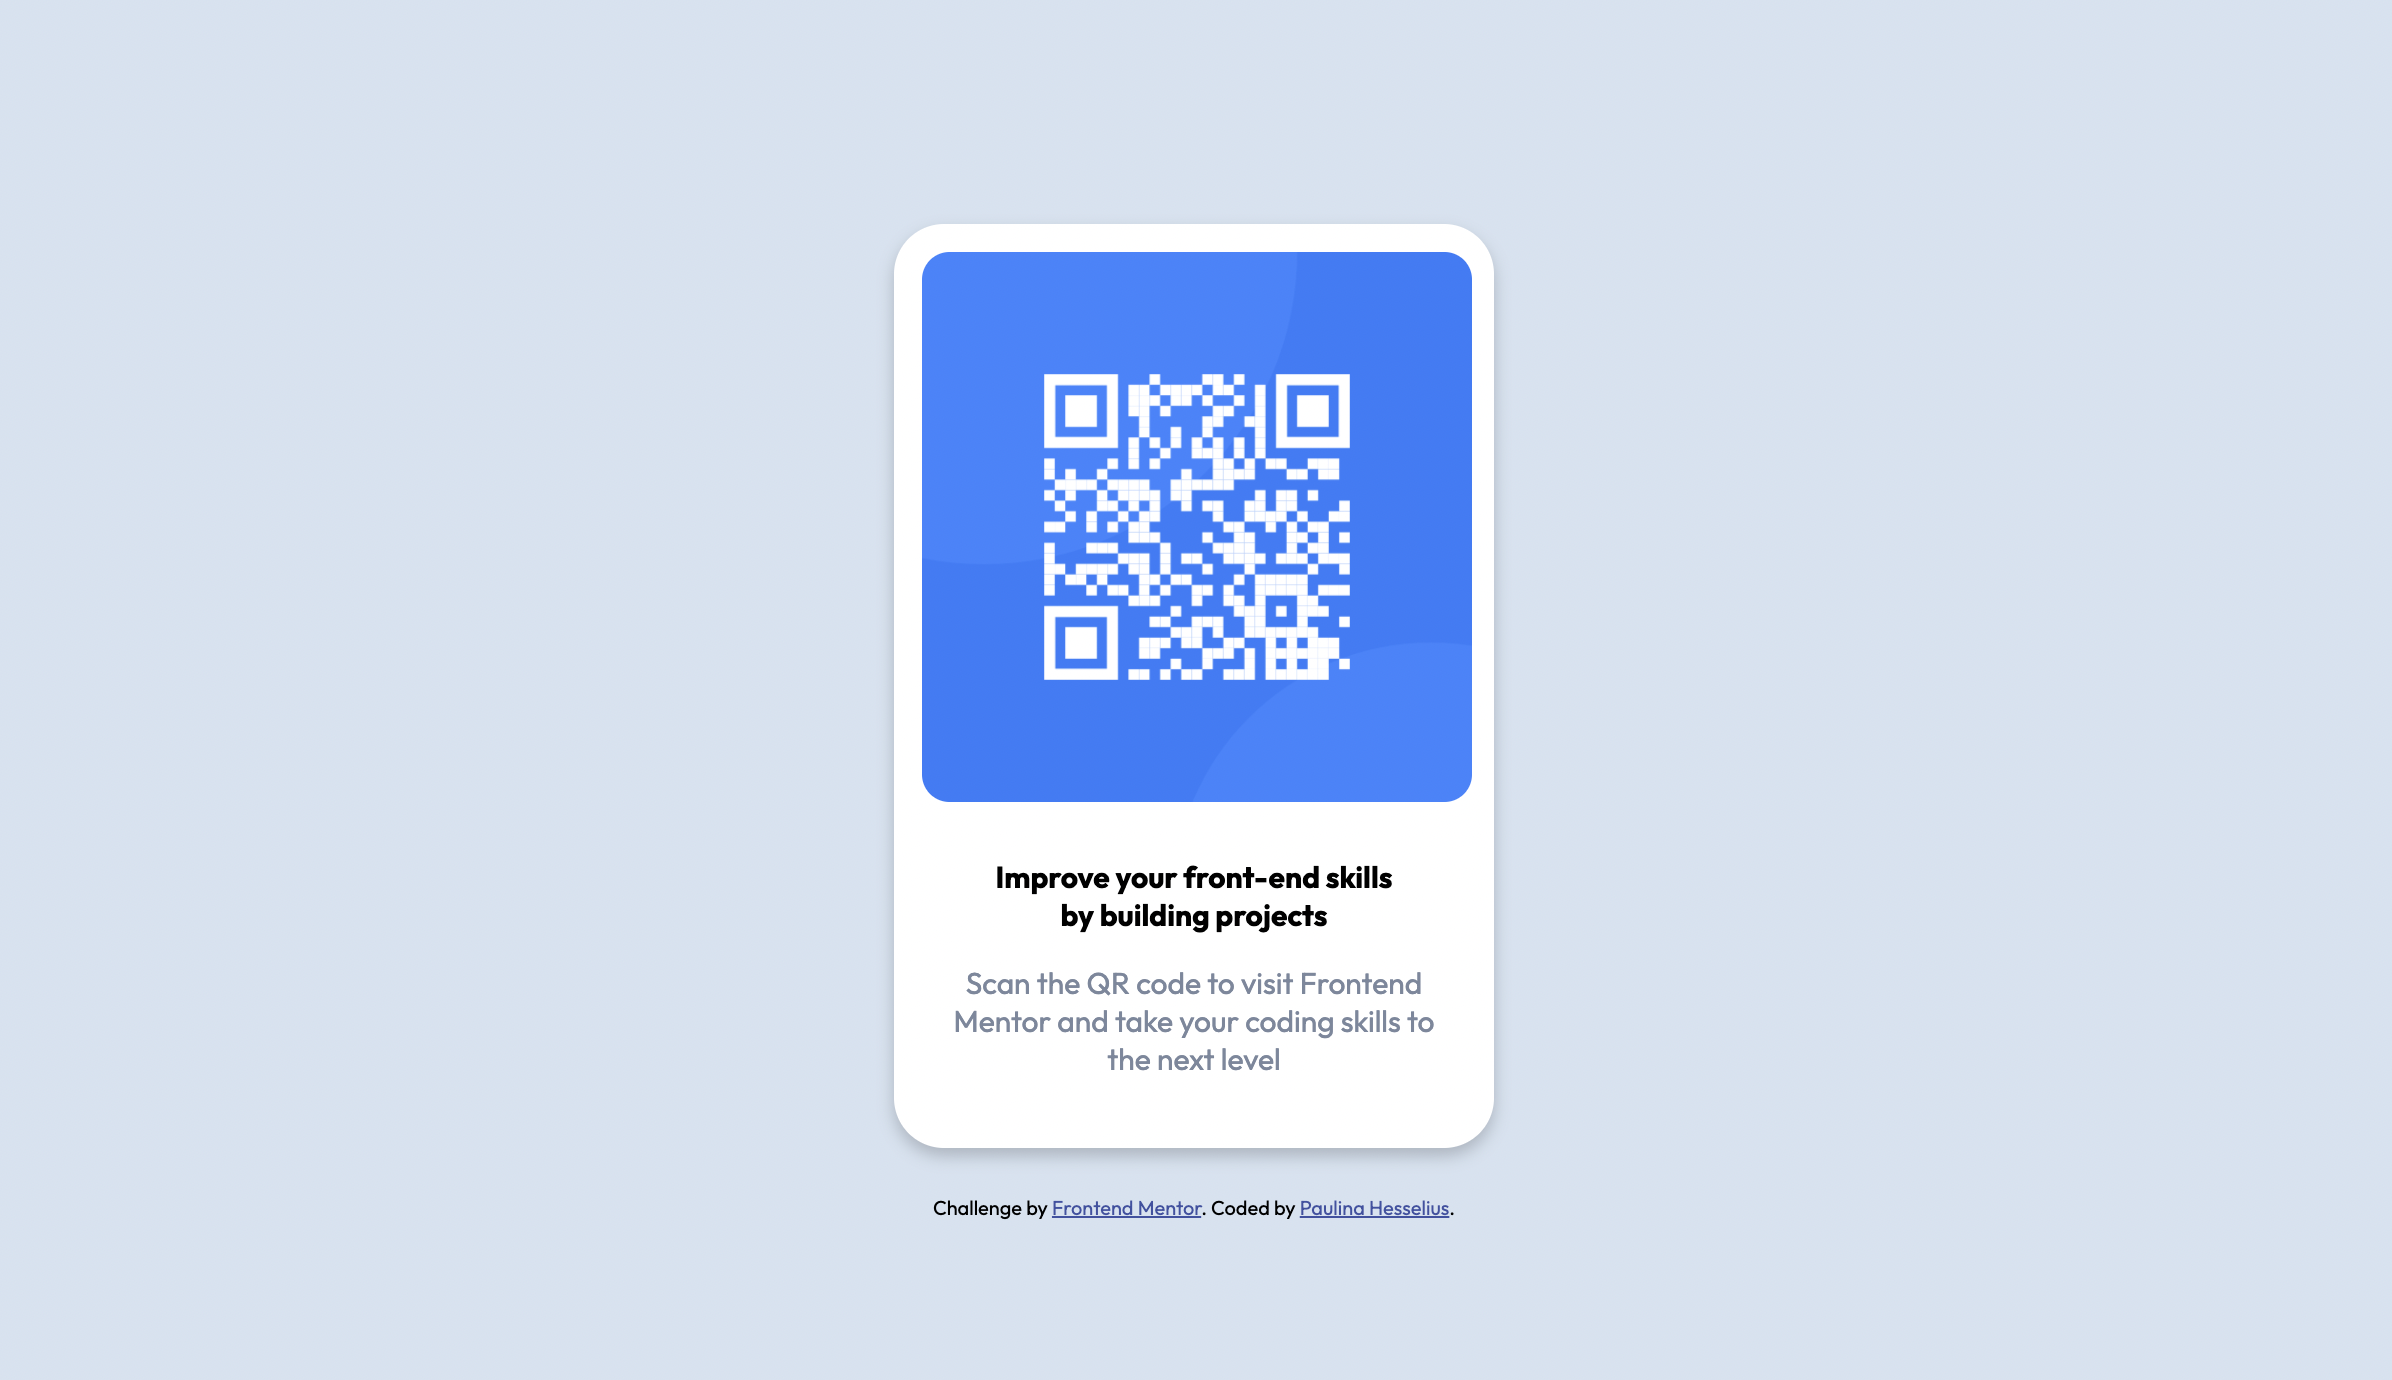 Improve your front-end skills
by building projects
Scan the QR code to visit Frontend
Mentor and take your coding skills to
the next level
Challenge by Frontend Mentor. Coded by Paulina Hesselius.